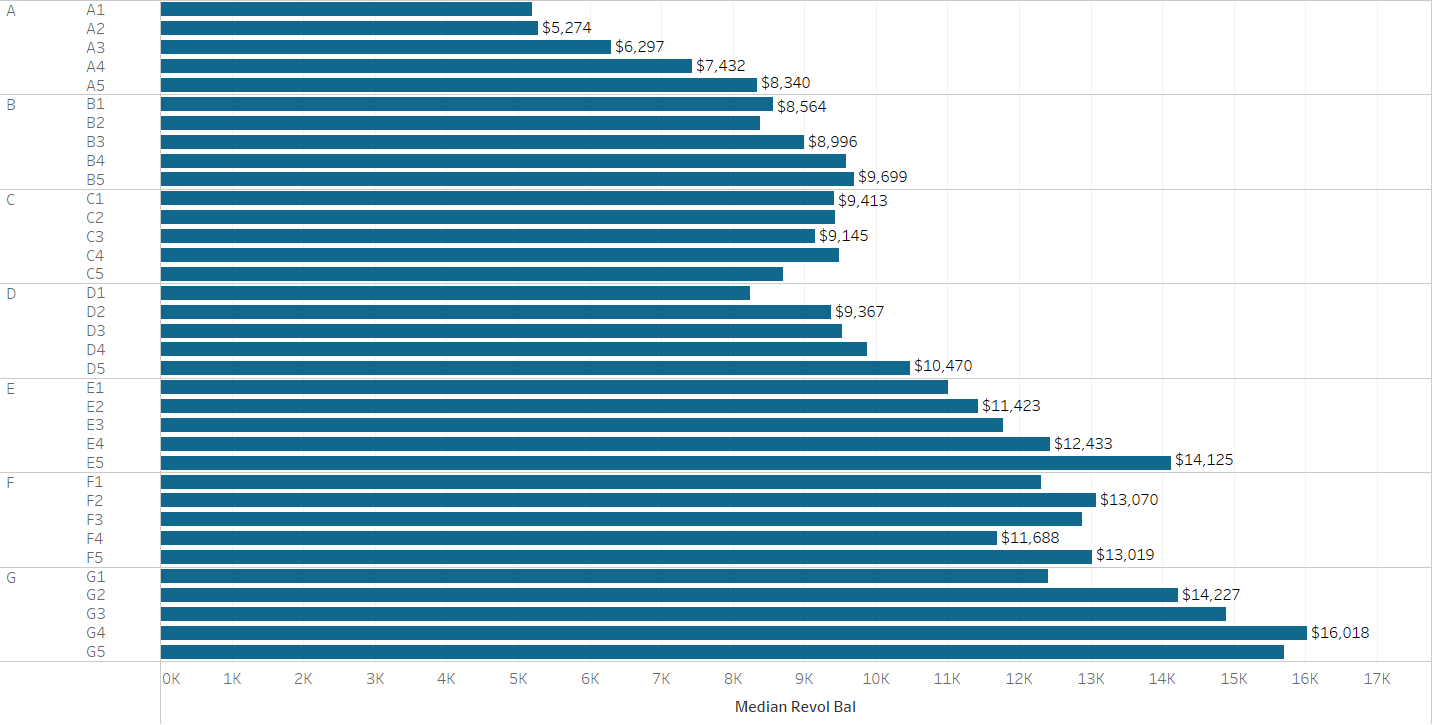 A A1
A2 $5,274
A3 $6,297
A4 $7,432
A5 $8,340
B B1 $8,564
B2
B3 $8,996
B4
B5 $9,699
C C1 $9,413
C2
C3 $9,145
C4
C5
D D1
D2 $9,367
D3
D4
D5 $10,470
E E1
E2 $11,423
E3
E4 $12,433
E5 $14,125
F F1
F2 $13,070
F3
F4 $11,688
F5 $13,019
G G1
G2 $14,227
G3
G4 $16,018
G5
0K 1K 2K 3K 4K 5K 6K 7K 8K 9K 10K 11K 12K 13K 14K 15K 16K 17K
Median Revol Bal